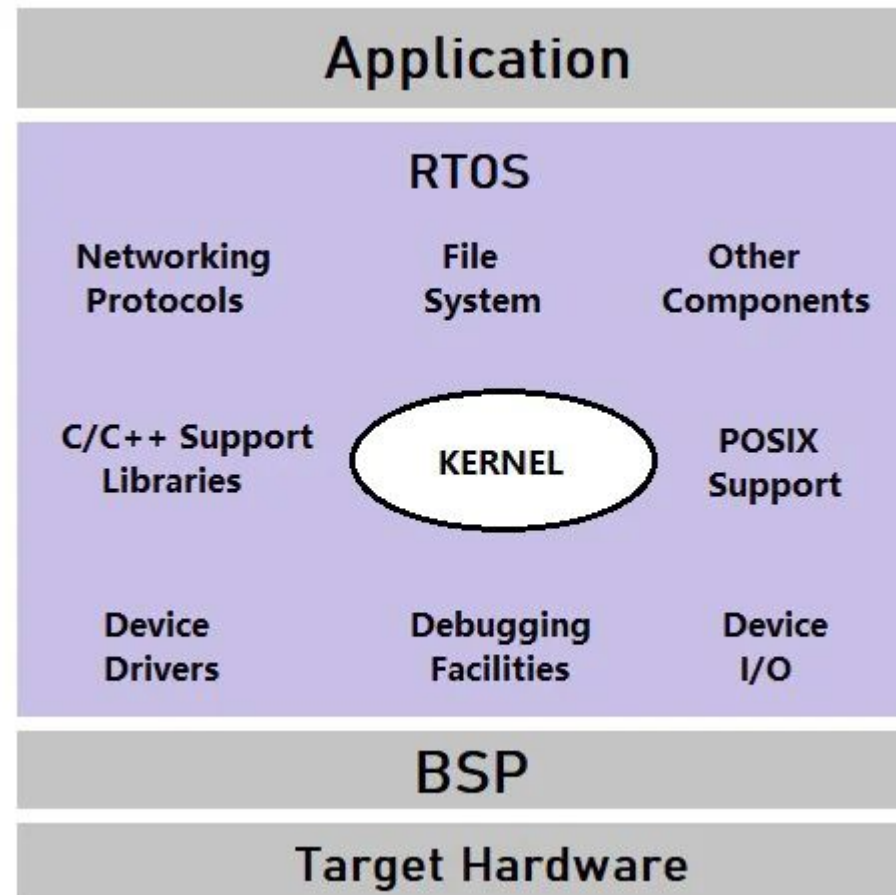 Application
RTOS
Networking
Protocols
File
System
Other
Components
C/C++ Support
Libraries
KERNEL
POSIX
Support
Device
Drivers
Debugging
Facilities
Device
I/O
BSP
Target Hardware